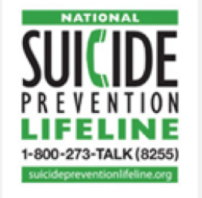 NATIONAL
SUICIDE
PREVENTION
LIFELINE
1-800-273-TALK (8255)
suicidepreventionlifeline.org